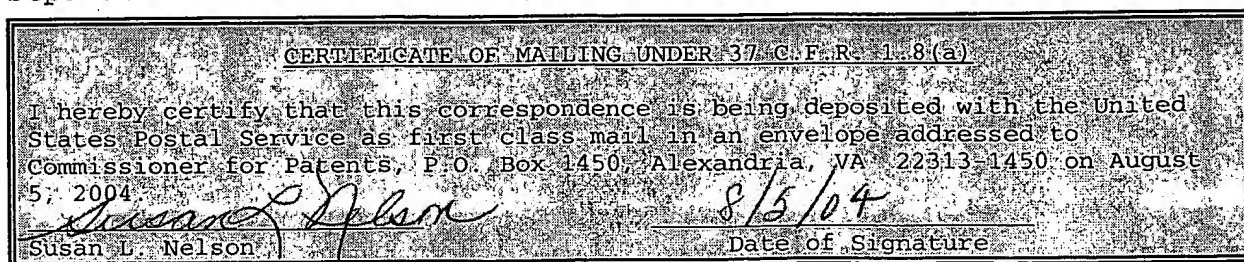 CERTIFICATE OF MAILING UNDER 37 C.F.R. 1.8(a)
I hereby certify that this correspondence is being deposited with the United
States Postal Service as first class mail in an envelope addressed to
Commissioner for Patents, P.O. Box 1450, Alexandria, VA 22313-1450 on August
5, 2004.
Susan L Nelson 8/5/04
Susan L. Nelson Date of Signature